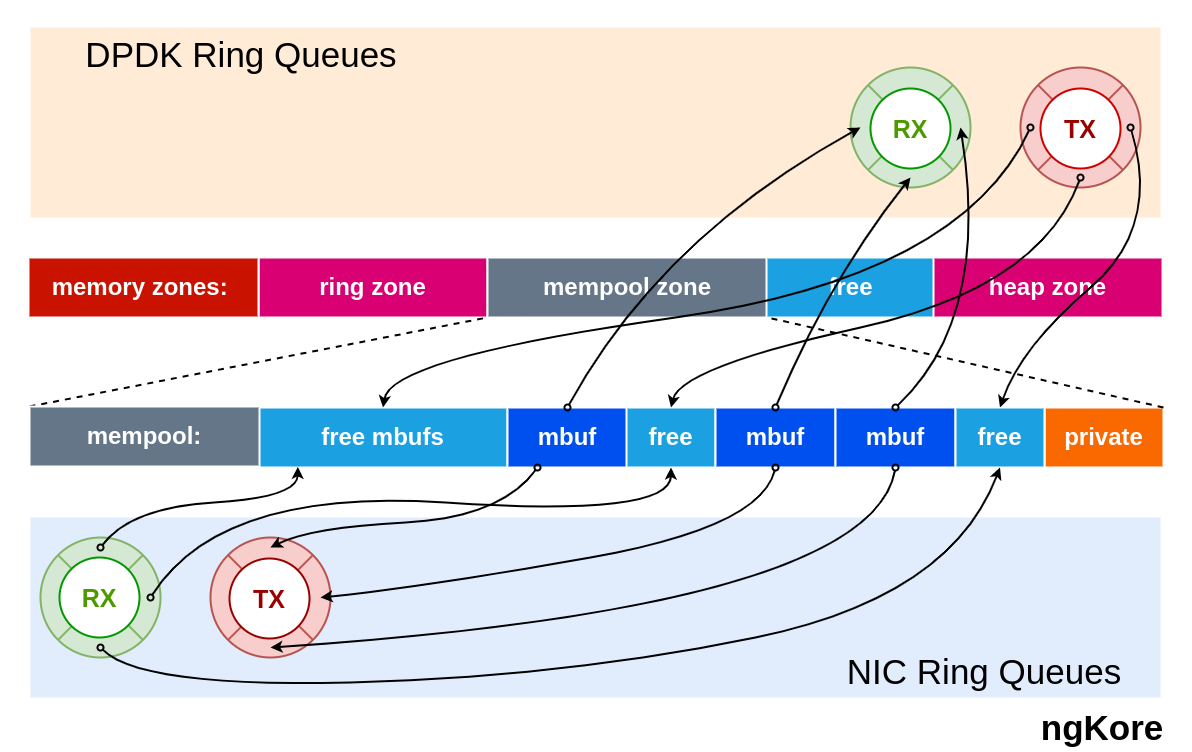 DPDK Ring Queues
RX
TX
memory zones: ring zone mempool zone free heap zone
mempool: free mbufs mbuf free mbuf mbuf free private
RX
TX
NIC Ring Queues
ngKore